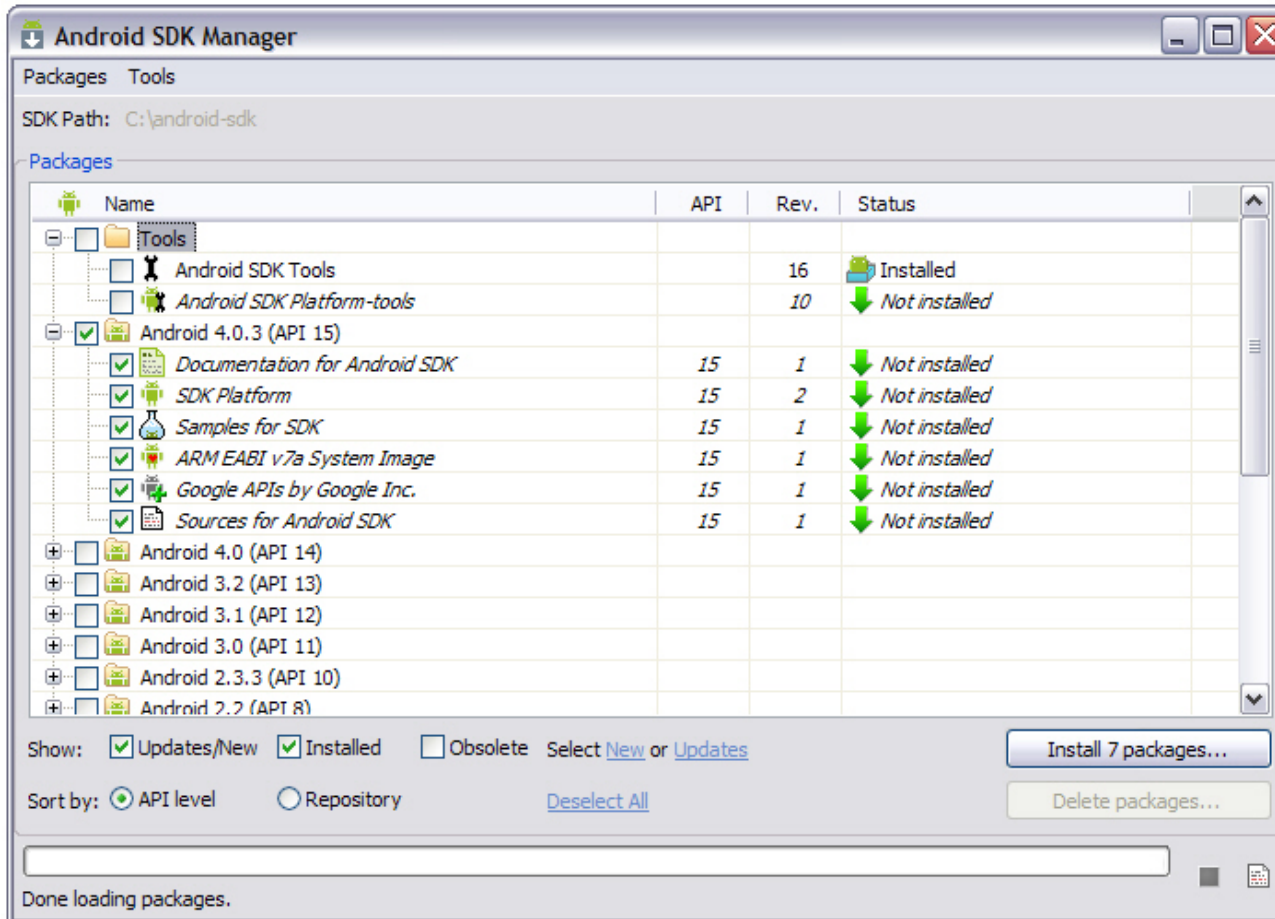 Android SDK Manager
Packages Tools
SDK Path: C:\android-sdk
Packages
Name API Rev. Status
Tools
Android SDK Tools 16 Installed
Android SDK Platform-tools 10 Not installed
Android 4.0.3 (API 15)
Documentation for Android SDK 15 1 Not installed
SDK Platform 15 2 Not installed
Samples for SDK 15 1 Not installed
ARM EABI v7a System Image 15 1 Not installed
Google APIs by Google Inc. 15 1 Not installed
Sources for Android SDK 15 1 Not installed
Android 4.0 (API 14)
Android 3.2 (API 13)
Android 3.1 (API 12)
Android 3.0 (API 11)
Android 2.3.3 (API 10)
Android 2.2 (API 8)
Show: Updates/New Installed Obsolete Select New or Updates Install 7 packages...
Sort by: API level Repository Deselect All Delete packages...
Done loading packages.